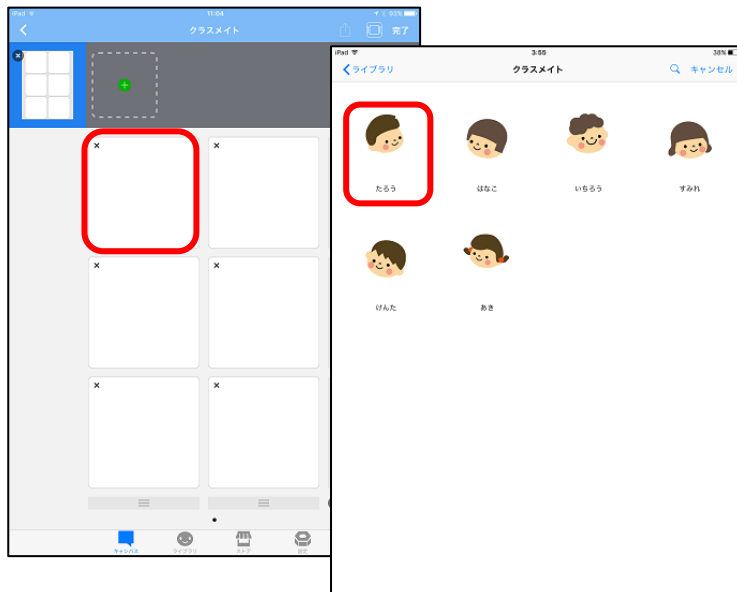 iPad 11:04 93%
クラスメイト 完了
キャンバス ライブラリ ストア 設定
iPad 3:55 38%
ライブラリ クラスメイト キャンセル
たろう はなこ いちろう すみれ
けんた あき